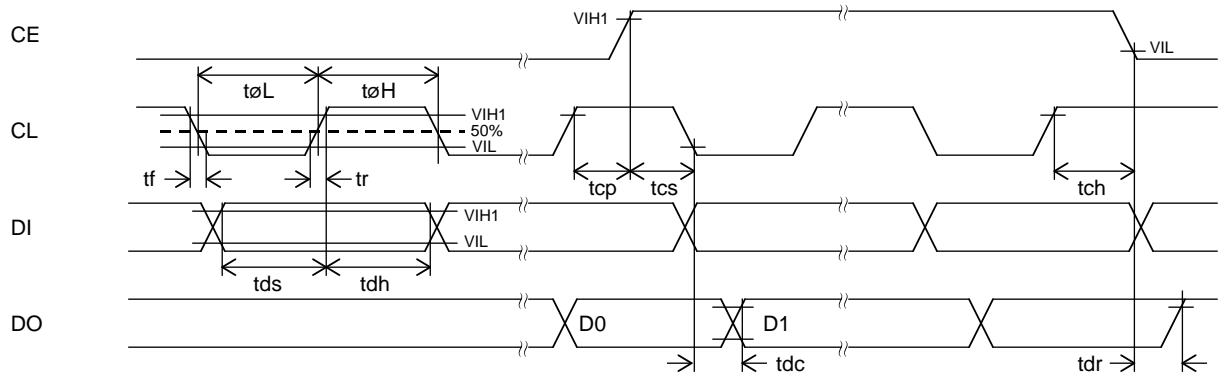 CE
VIH1
VIL
tøL
tøH
CL
VIH1
50%
VIL
tf
tr
tcp
tcs
tch
DI
VIH1
VIL
tds
tdh
DO
D0
D1
tdc
tdr